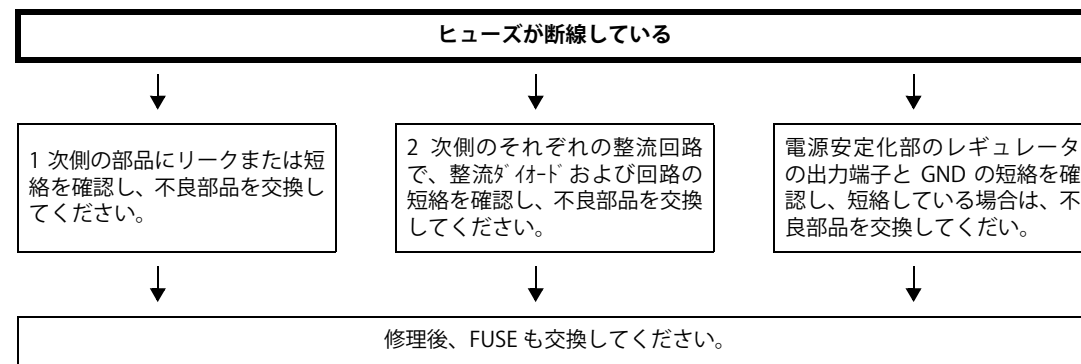 ヒューズが断線している
1 次側の部品にリークまたは短
絡を確認し、不良部品を交換し
てください。
2 次側のそれぞれの整流回路
で、整流ﾀﾞｲｵｰﾄﾞおよび回路の
短絡を確認し、不良部品を交換
してください。
電源安定化部のレギュレータ
の出力端子と GND の短絡を確
認し、短絡している場合は、不
良部品を交換してくだい。
修理後、FUSE も交換してください。